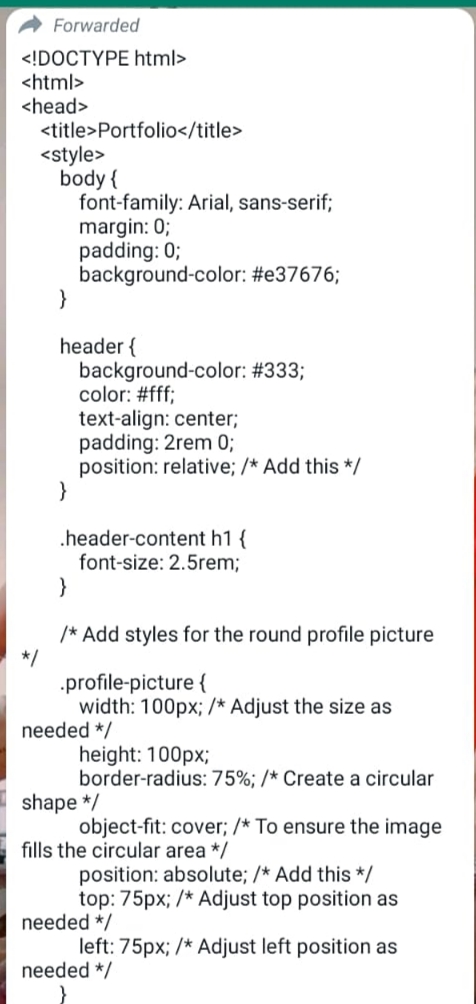 Forwarded
<!DOCTYPE html>
<html>
<head>
<title>Portfolio</title>
<style>
body {
font-family: Arial, sans-serif;
margin: 0;
padding: 0;
background-color: #e37676;
}
header {
background-color: #333;
color: #fff;
text-align: center;
padding: 2rem 0;
position: relative; /* Add this */
}
.header-content h1 {
font-size: 2.5rem;
}
/* Add styles for the round profile picture
*/
.profile-picture {
width: 100px; /* Adjust the size as
needed */
height: 100px;
border-radius: 75%; /* Create a circular
shape */
object-fit: cover; /* To ensure the image
fills the circular area */
position: absolute; /* Add this */
top: 75px; /* Adjust top position as
needed */
left: 75px; /* Adjust left position as
needed */
}